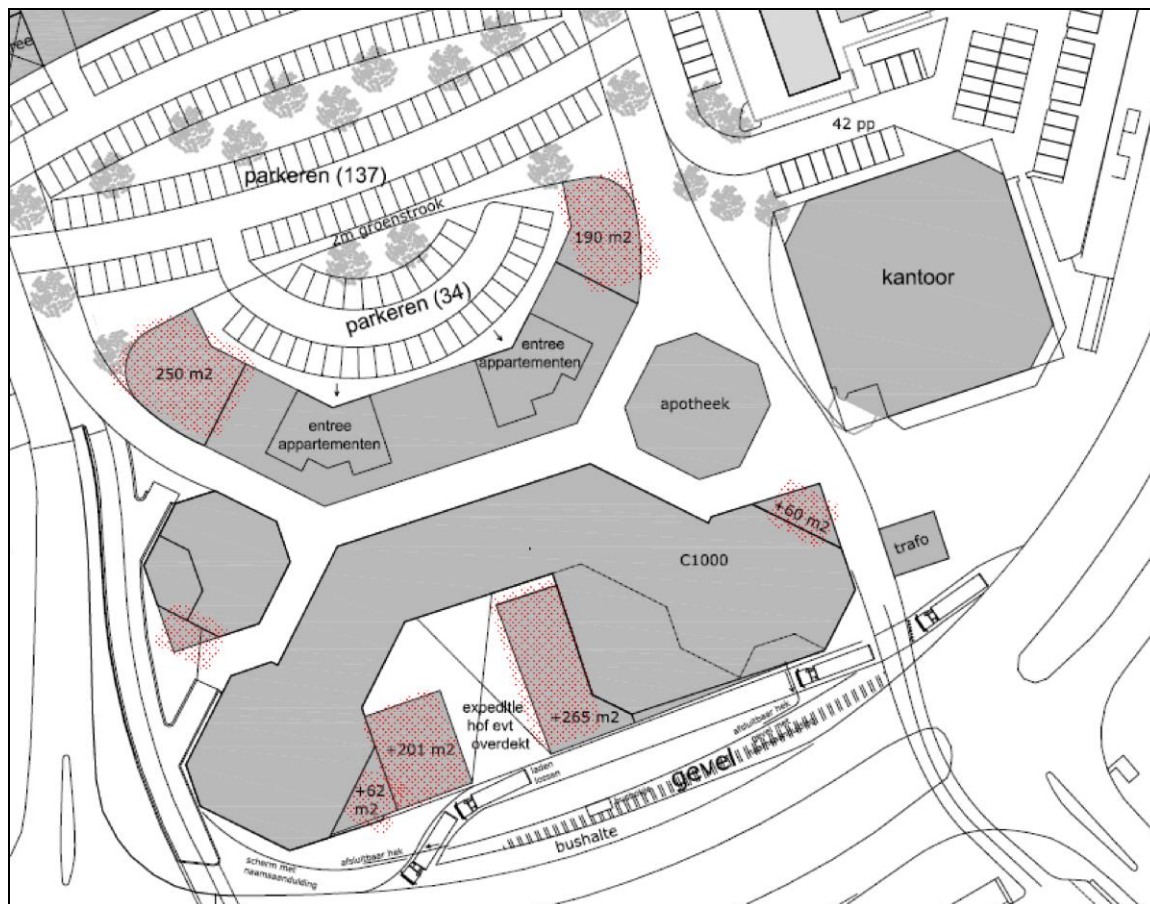 ree
42 pp
parkeren (137)
zm groenstrook
190 m2
kantoor
parkeren (34)
entree
appartementen
250 m2
apotheek
entree
appartementen
+60 m2
trafo
C1000
expeditie
hof evt
overdekt
+265 m2
+201 m2
afsluitbaar hek
gevel
laden
lossen
+62
m2
bushalte
afsluitbaar hek
scherm met
naamsaanduiding